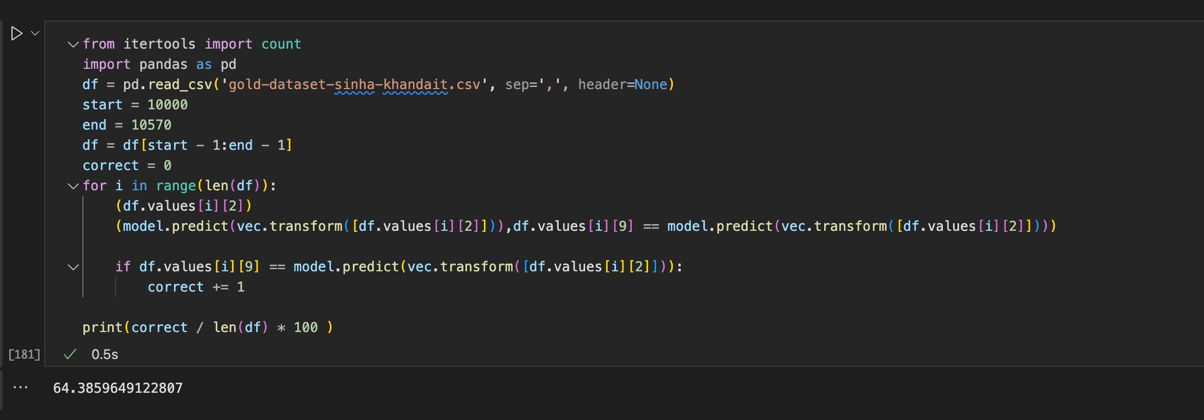 from itertools import count
import pandas as pd
df = pd.read_csv('gold-dataset-sinha-khandait.csv', sep=',', header=None)
start = 10000
end = 10570
df = df[start - 1:end - 1]
correct = 0
for i in range(len(df)):
    (df.values[i][2])
    (model.predict(vec.transform([df.values[i][2]])),df.values[i][9] == model.predict(vec.transform([df.values[i][2]])))
    if df.values[i][9] == model.predict(vec.transform([df.values[i][2]])):
        correct += 1
print(correct / len(df) * 100 )
[181] ✓ 0.5s
... 64.3859649122807